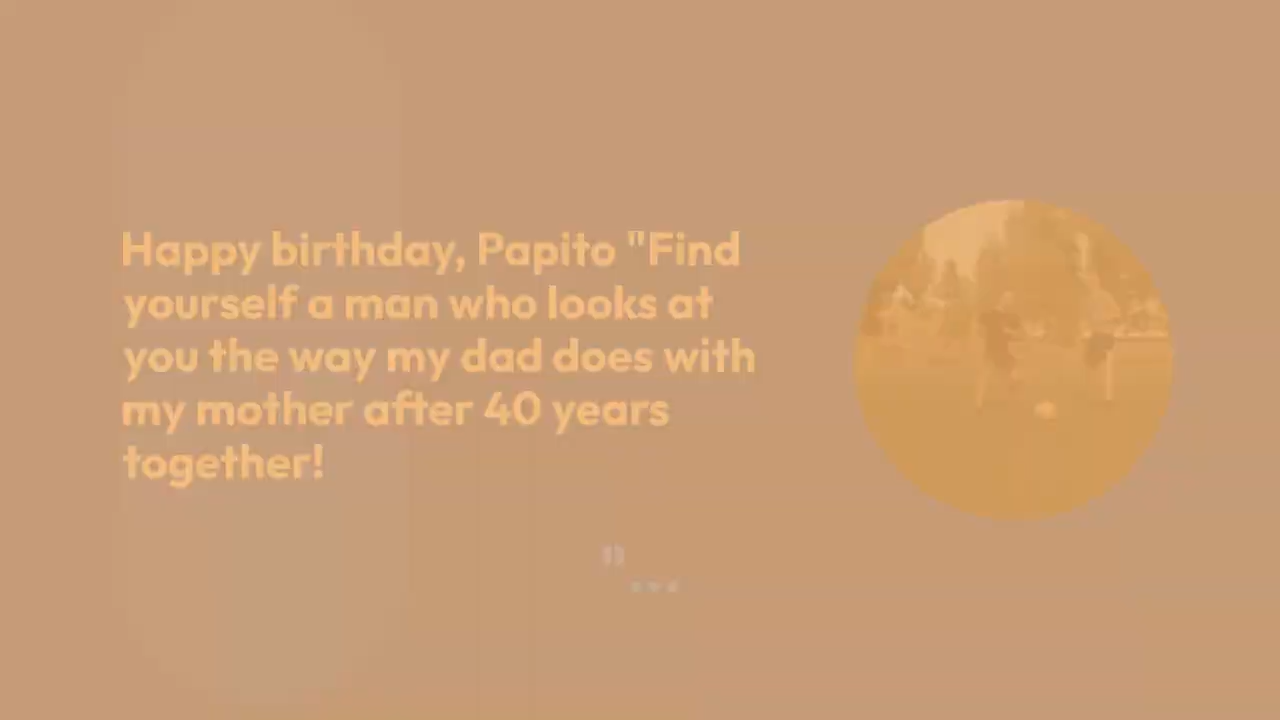 Happy birthday, Papito "Find
yourself a man who looks at
you the way my dad does with
my mother after 40 years
together!
"
...